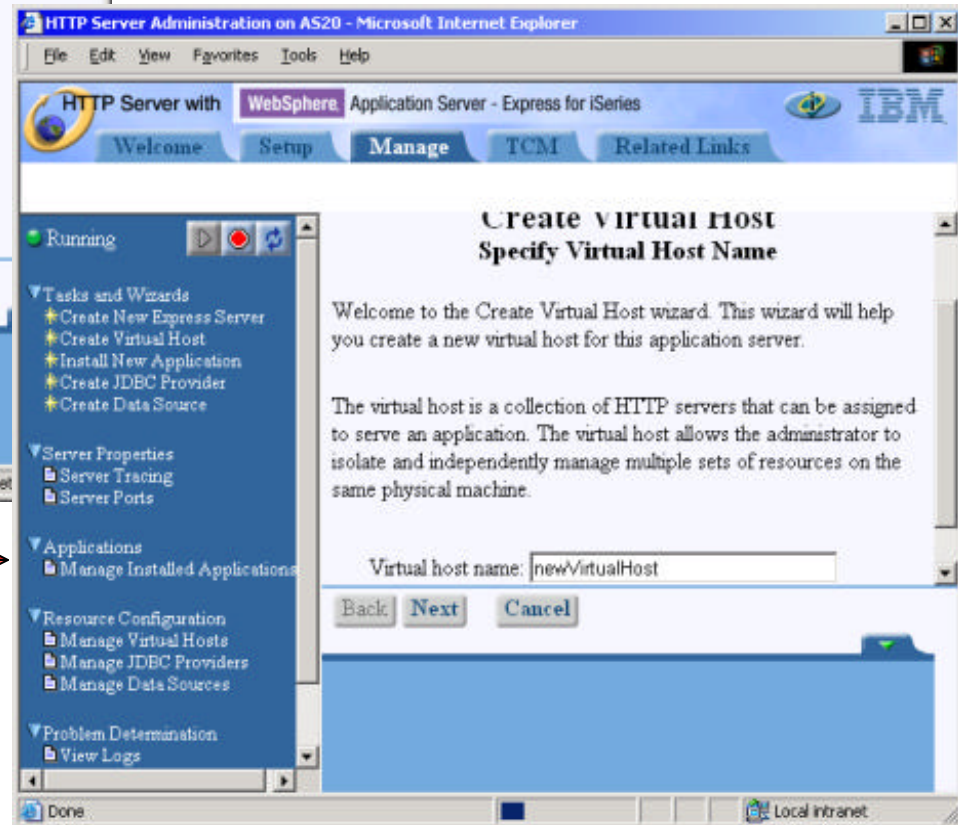 HTTP Server Administration on AS20 - Microsoft Internet Explorer
File Edit View Favorites Tools Help
HTTP Server with WebSphere Application Server - Express for iSeries
IBM
Welcome Setup Manage TCM Related Links
Running
Tasks and Wizards
Create New Express Server
Create Virtual Host
Install New Application
Create JDBC Provider
Create Data Source
Server Properties
Server Tracing
Server Ports
Applications
Manage Installed Applications
Resource Configuration
Manage Virtual Hosts
Manage JDBC Providers
Manage Data Sources
Problem Determination
View Logs
Create Virtual Host
Specify Virtual Host Name
Welcome to the Create Virtual Host wizard. This wizard will help
you create a new virtual host for this application server.
The virtual host is a collection of HTTP servers that can be assigned
to serve an application. The virtual host allows the administrator to
isolate and independently manage multiple sets of resources on the
same physical machine.
Virtual host name: newVirtualHost
Back Next Cancel
Done
Local intranet